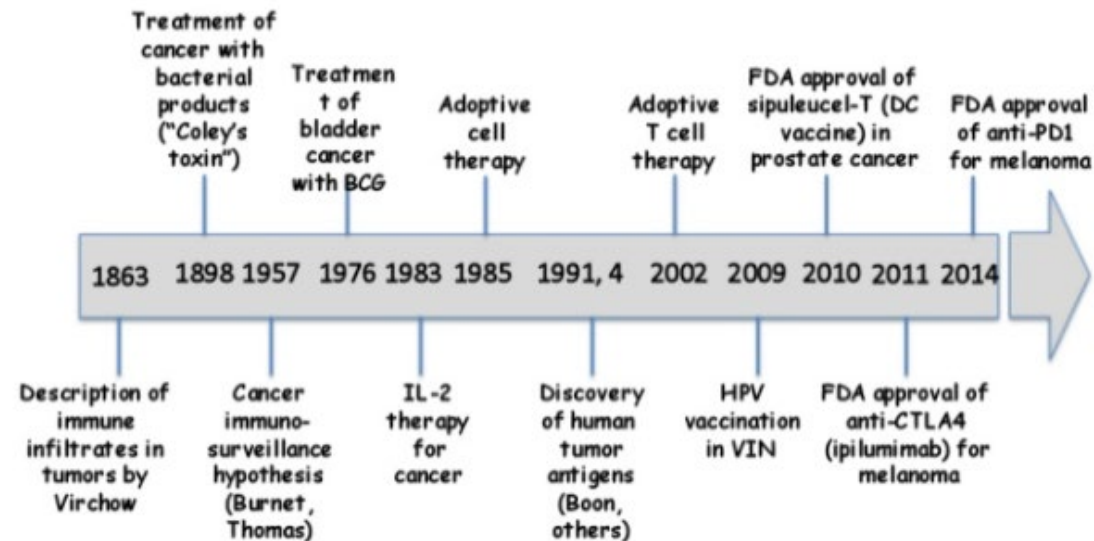 Treatment of
cancer with
bacterial
products
("Coley's
toxin")
Treatmen
t of
bladder
cancer
with BCG
Adoptive
cell
therapy
Adoptive
T cell
therapy
FDA approval of
sipuleucel-T (DC
vaccine) in
prostate cancer
FDA approval
of anti-PD1
for melanoma
1863 1898 1957 1976 1983 1985 1991, 4 2002 2009 2010 2011 2014
Description of
immune
infiltrates in
tumors by
Virchow
Cancer
immuno-
surveillance
hypothesis
(Burnet,
Thomas)
IL-2
therapy
for
cancer
Discovery
of human
tumor
antigens
(Boon,
others)
HPV
vaccination
in VIN
FDA approval of
anti-CTLA4
(ipilumimab) for
melanoma